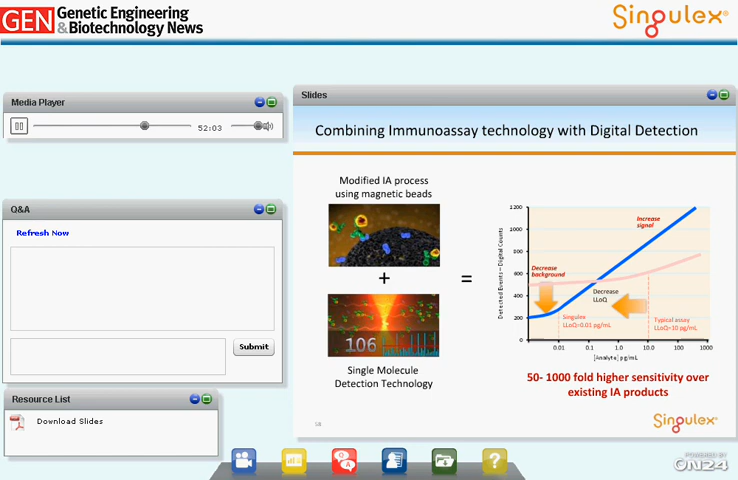 GEN Genetic Engineering
& Biotechnology News
Singulex®
Media Player
52:03
Slides
Combining Immunoassay technology with Digital Detection
Modified IA process
using magnetic beads
+
106
Single Molecule
Detection Technology
=
Detected Events – Digital Counts
1200
1000
800
600
400
200
0
Increase
signal
Decrease
background
Decrease
LLoQ
Singulex
LLoQ=0.01 pg/mL
Typical assay
LLoQ=10 pg/mL
0.01
0.1
1.0
10.0
100
1000
[Analyte] pg/mL
50- 1000 fold higher sensitivity over
existing IA products
Singulex®
Q&A
Refresh Now
Submit
Resource List
Download Slides
Q
A
?
POWERED BY
ON24